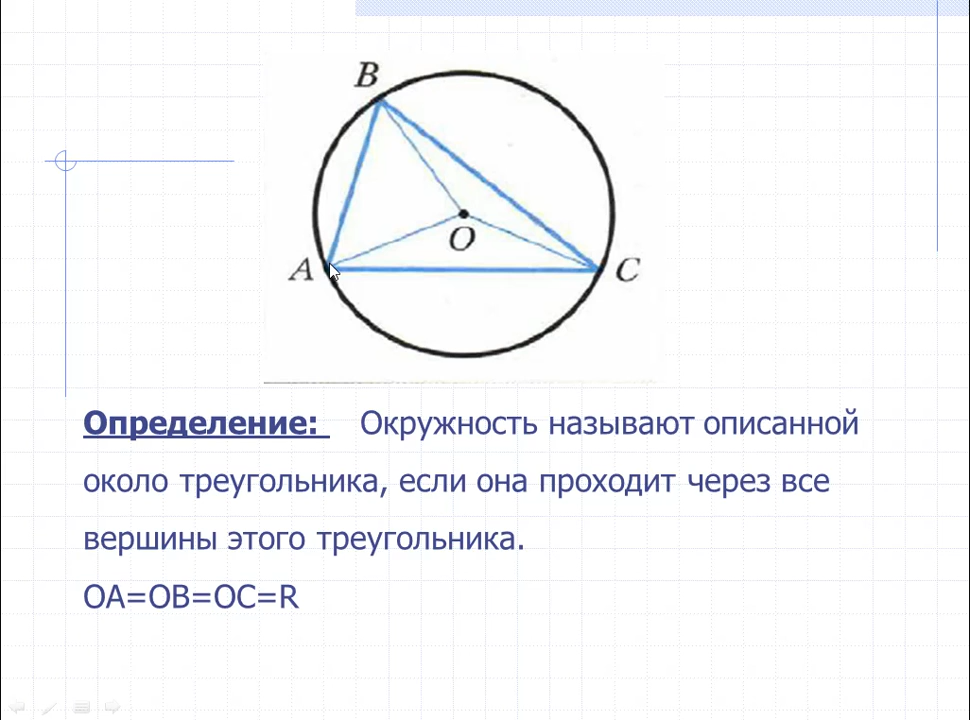 B
O
A
C
Определение: Окружность называют описанной
около треугольника, если она проходит через все
вершины этого треугольника.
OA=OB=OC=R